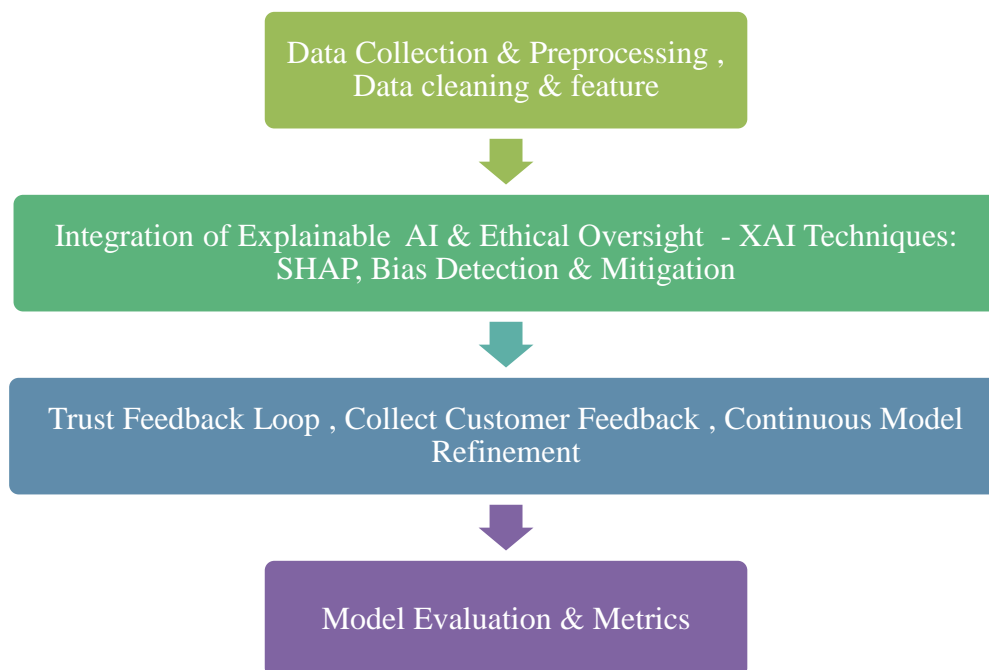 Data Collection & Preprocessing ,
Data cleaning & feature
Integration of Explainable AI & Ethical Oversight - XAI Techniques:
SHAP, Bias Detection & Mitigation
Trust Feedback Loop , Collect Customer Feedback , Continuous Model
Refinement
Model Evaluation & Metrics